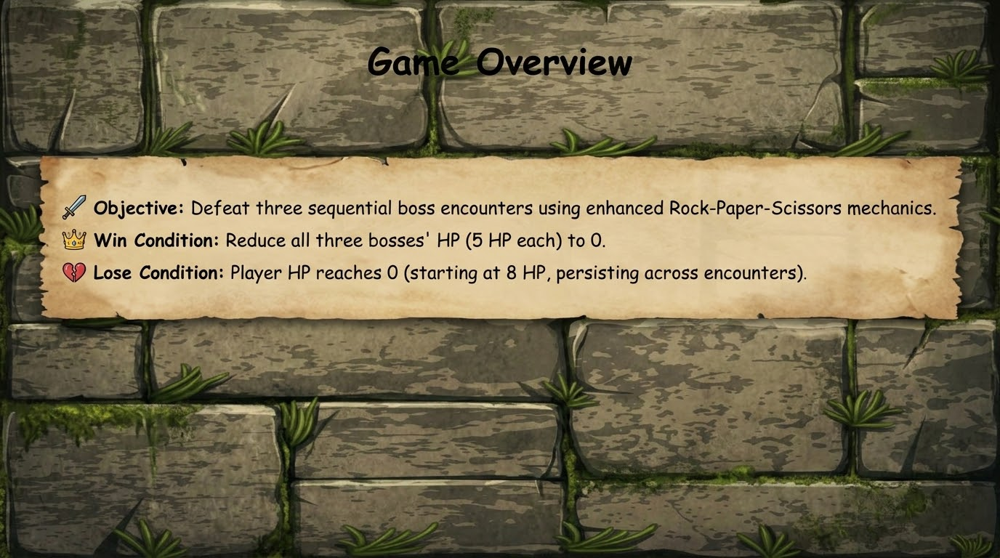 Game Overview
Objective: Defeat three sequential boss encounters using enhanced Rock-Paper-Scissors mechanics.
Win Condition: Reduce all three bosses' HP (5 HP each) to 0.
Lose Condition: Player HP reaches 0 (starting at 8 HP, persisting across encounters).